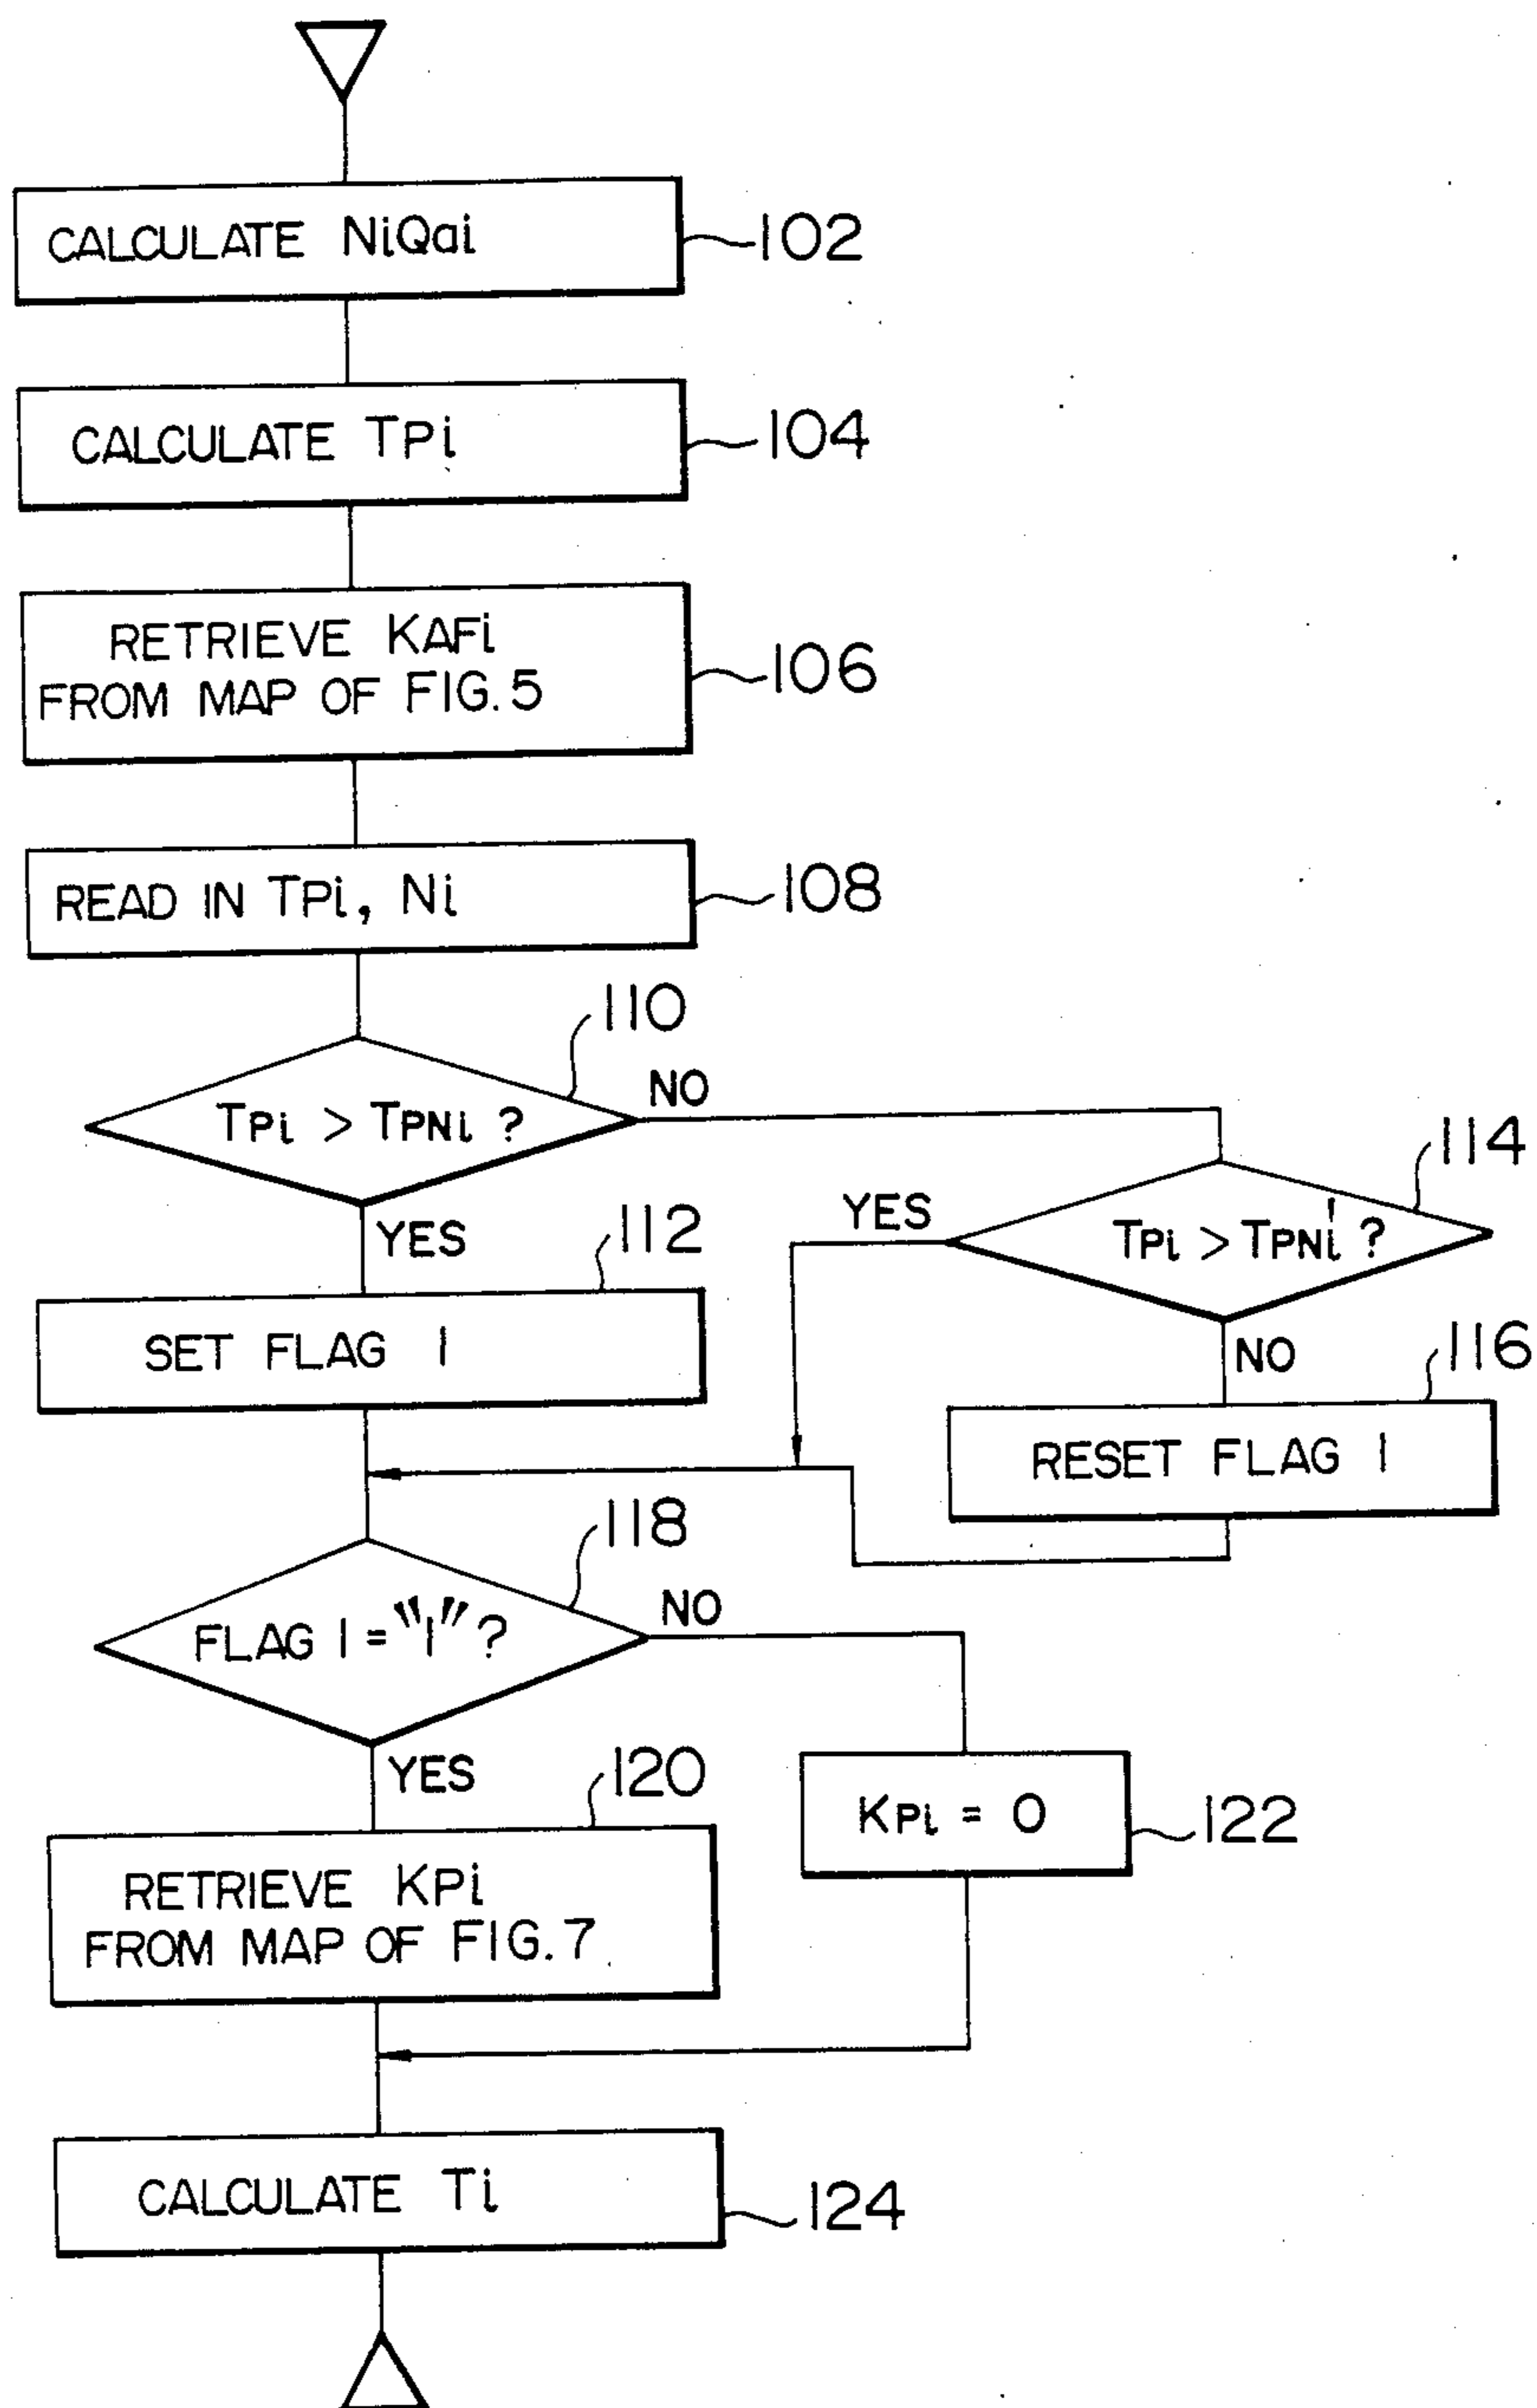 CALCULATE NiQai
102
CALCULATE TPi
104
RETRIEVE KAFi
FROM MAP OF FIG. 5
106
READ IN TPi, Ni
108
110
TPi > TPNi ?
NO
YES
114
TPi > TPNi' ?
YES
NO
112
SET FLAG 1
116
RESET FLAG 1
118
FLAG 1 = "1" ?
NO
YES
120
RETRIEVE KPi
FROM MAP OF FIG. 7
KPi = 0
122
CALCULATE Ti
124